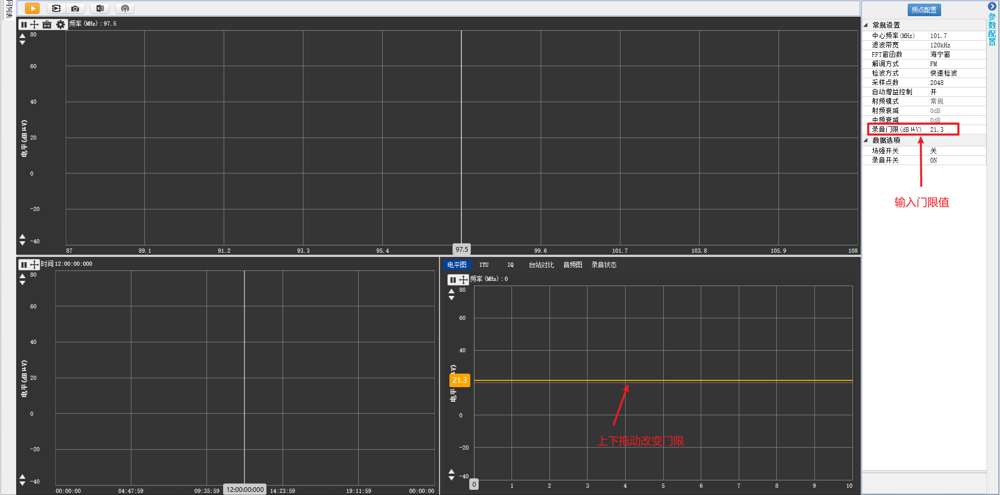 网列表
频率(MHz):97.5
80
60
40
20
0
-20
-40
电平(dBμV)
87
89.1
91.2
93.3
95.4
97.5
99.6
101.7
103.8
105.9
108
时间12:00:00:000
80
60
40
20
0
-20
-40
电平(dBμV)
00:00:00
04:47:59
09:35:59
12:00:00:000
14:23:59
19:11:59
00:00:00
电平图 ITU IQ 台站对比 音频图 录音状态
频率(MHz):0
80
60
40
21.3
0
-20
-40
电平
μV)
0
1
2
3
4
5
6
7
8
9
10
上下拖动改变门限
频点配置
参数配置
常规设置
中心频率(MHz) 101.7
滤波带宽 120kHz
FFT窗函数 海宁窗
解调方式 FM
检波方式 快速检波
采样点数 2048
自动增益控制 开
射频模式 常规
射频衰减 0dB
中频衰减 0dB
录音门限(dBμV) 21.3
数据选项
场强开关 关
录音开关 ON
输入门限值